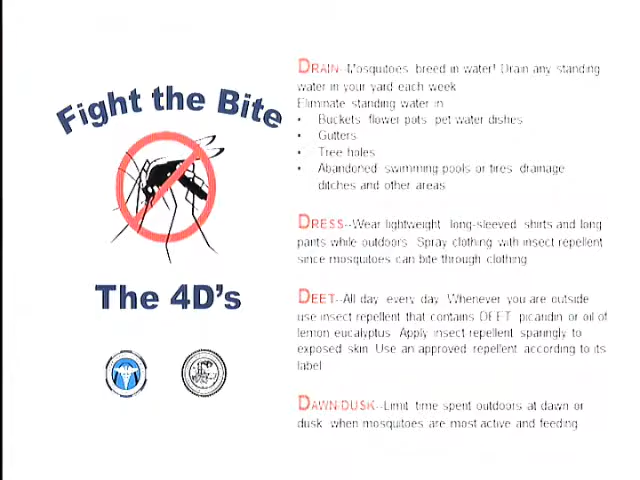 Fight the Bite
The 4D's
DRAIN--Mosquitoes breed in water! Drain any standing
water in your yard each week
Eliminate standing water in
• Buckets flower pots pet water dishes
• Gutters
• Tree holes
• Abandoned swimming pools or tires drainage
ditches and other areas
DRESS--Wear lightweight long-sleeved shirts and long
pants while outdoors Spray clothing with insect repellent
since mosquitoes can bite through clothing
DEET--All day every day Whenever you are outside
use insect repellent that contains DEET picaridin or oil of
lemon eucalyptus Apply insect repellent sparingly to
exposed skin Use an approved repellent according to its
label
DAWN-DUSK--Limit time spent outdoors at dawn or
dusk when mosquitoes are most active and feeding